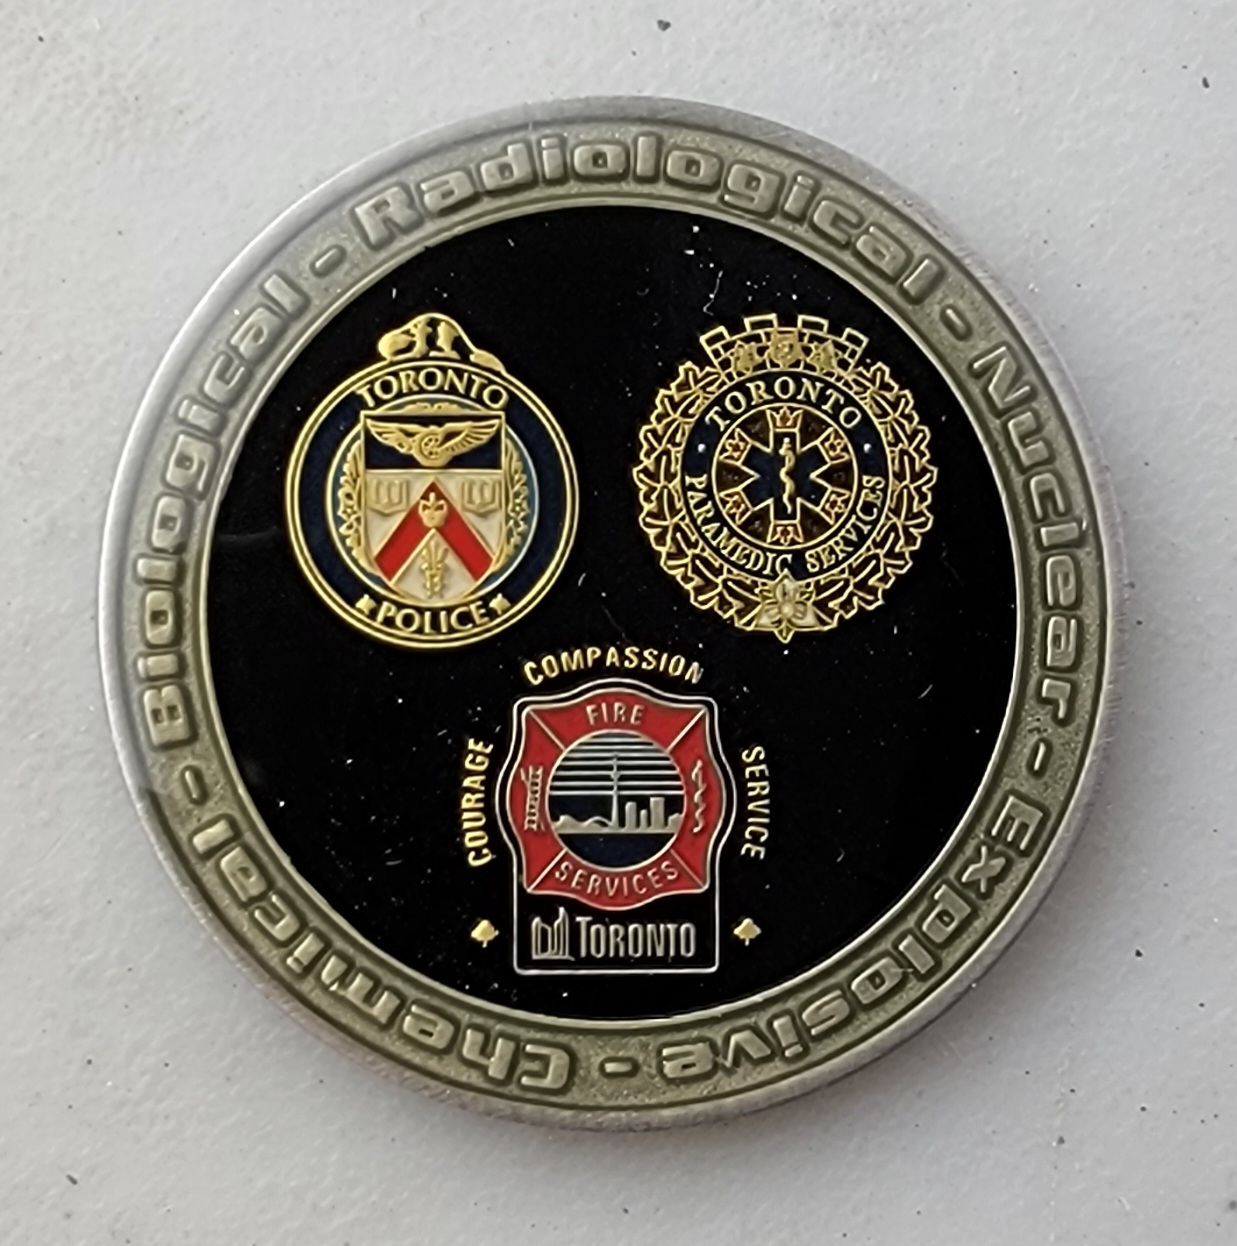 Chemical - Biological - Radiological - Nuclear - Explosive -
TORONTO
POLICE
TORONTO
PARAMEDIC SERVICES
COURAGE
COMPASSION
SERVICE
FIRE
SERVICES
TORONTO